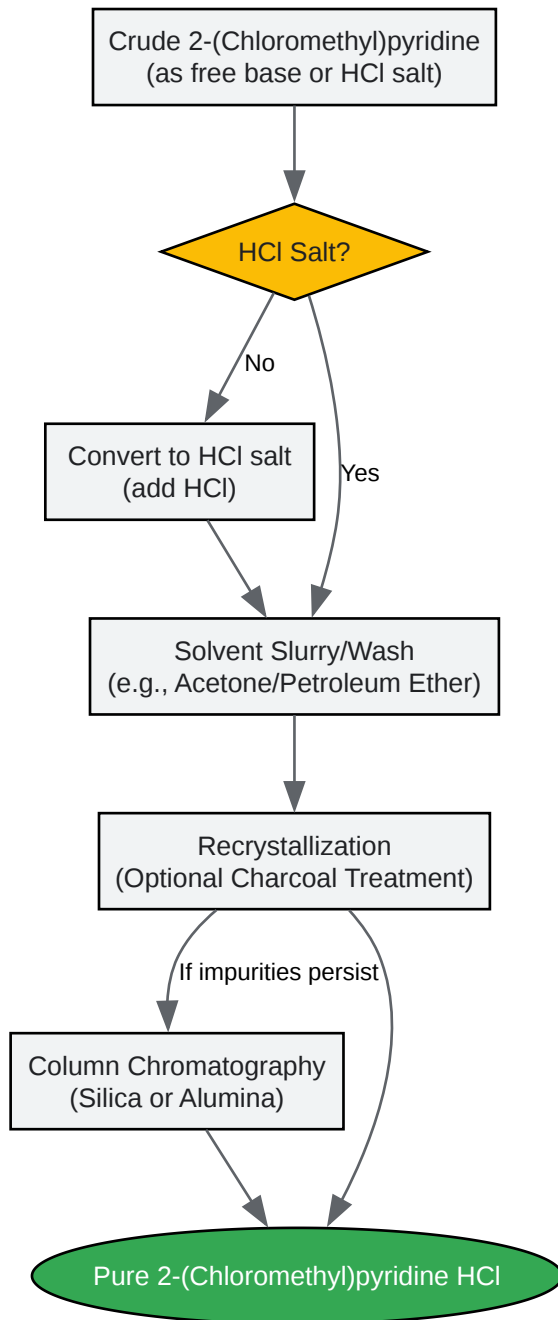 Crude 2-(Chloromethyl)pyridine
(as free base or HCl salt)
HCl Salt?
No
Convert to HCl salt
(add HCl)
Yes
Solvent Slurry/Wash
(e.g., Acetone/Petroleum Ether)
Recrystallization
(Optional Charcoal Treatment)
If impurities persist
Column Chromatography
(Silica or Alumina)
Pure 2-(Chloromethyl)pyridine HCl